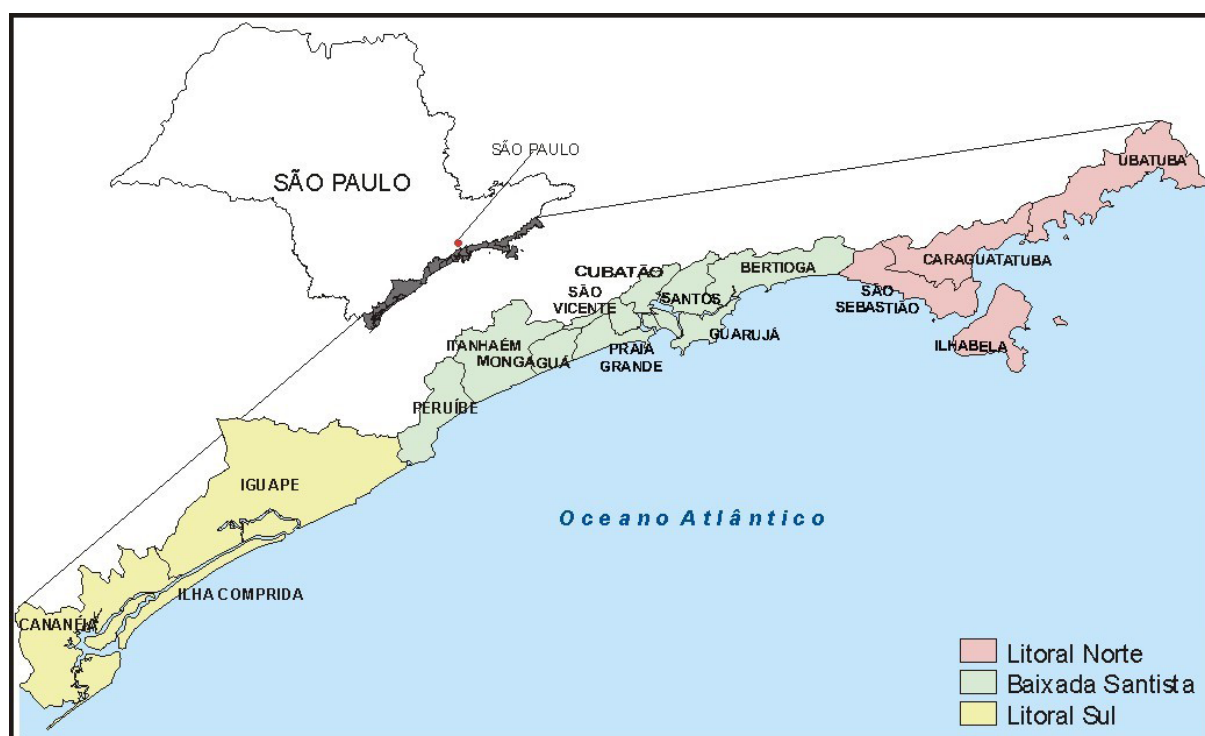 SÃO PAULO
SÃO PAULO
UBATUBA
CARAGUATATUBA
BERTIOGA
CUBATÃO
SÃO
VICENTE
SANTOS
SÃO
SEBASTIÃO
GUARUJÁ
ILHABELA
ITANHAÉM
MONGAGUÁ
PRAIA
GRANDE
PERUÍBE
IGUAPE
Oceano Atlântico
ILHA COMPRIDA
CANANÉIA
Litoral Norte
Baixada Santista
Litoral Sul